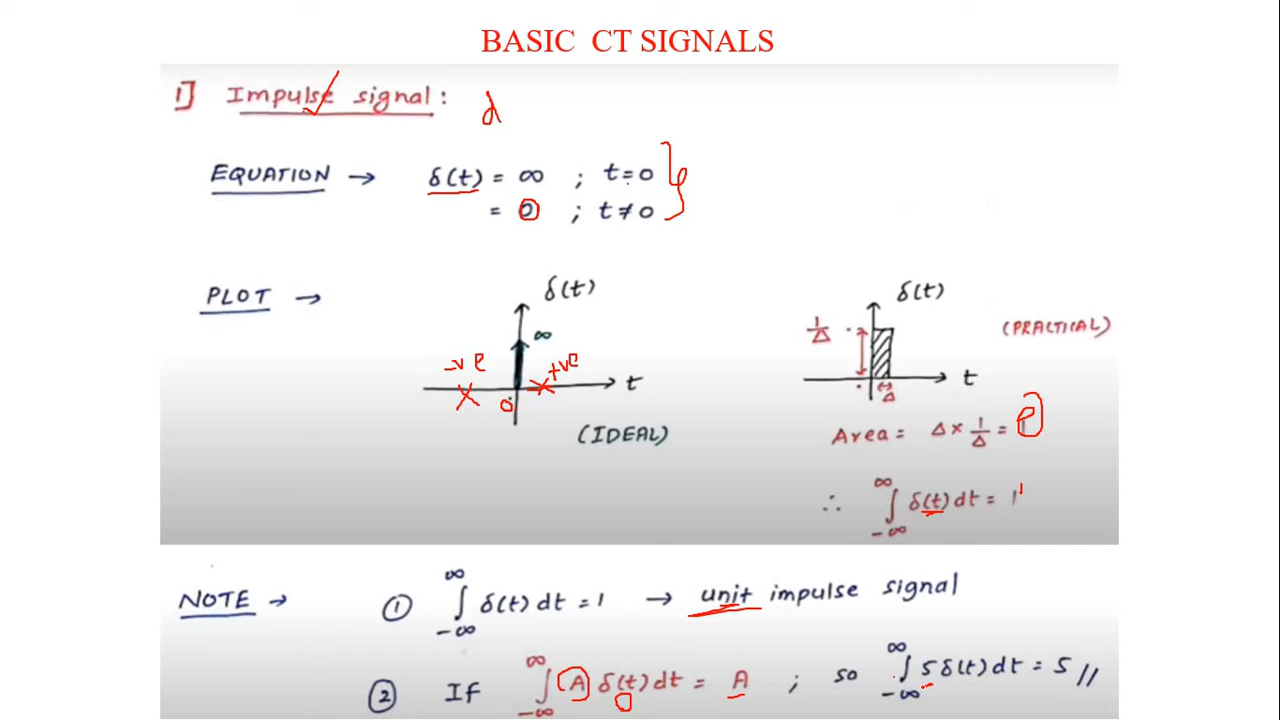 BASIC CT SIGNALS
1] Impulse signal: δ
EQUATION → δ(t) = ∞ ; t=0
= 0 ; t≠0
PLOT →
δ(t)
∞
-ve
+ve
0
t
(IDEAL)
δ(t)
1/Δ
(PRACTICAL)
t
Δ
Area = Δ × 1/Δ = 1
∴ ∫_{-∞}^{∞} δ(t) dt = 1
NOTE → ① ∫_{-∞}^{∞} δ(t) dt = 1 → unit impulse signal
② If ∫_{-∞}^{∞} A δ(t) dt = A ; so ∫_{-∞}^{∞} 5 δ(t) dt = 5 //